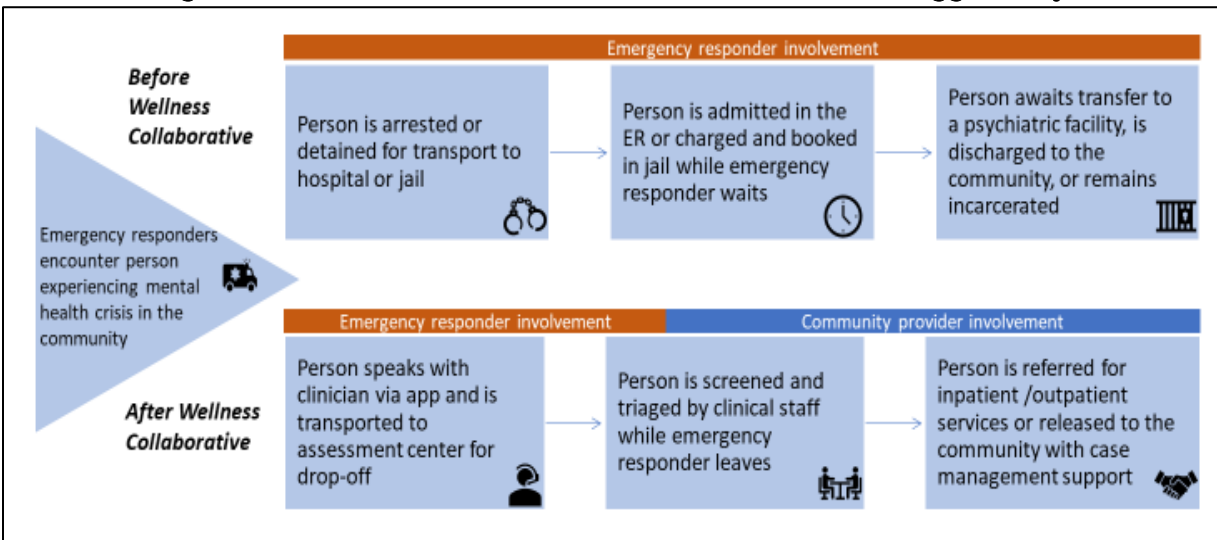 Emergency responder involvement
Before
Wellness
Collaborative
Person is arrested or
detained for transport to
hospital or jail
Person is admitted in the
ER or charged and booked
in jail while emergency
responder waits
Person awaits transfer to
a psychiatric facility, is
discharged to the
community, or remains
incarcerated
Emergency responders
encounter person
experiencing mental
health crisis in the
community
Emergency responder involvement
Community provider involvement
After Wellness
Collaborative
Person speaks with
clinician via app and is
transported to
assessment center for
drop-off
Person is screened and
triaged by clinical staff
while emergency
responder leaves
Person is referred for
inpatient /outpatient
services or released to the
community with case
management support